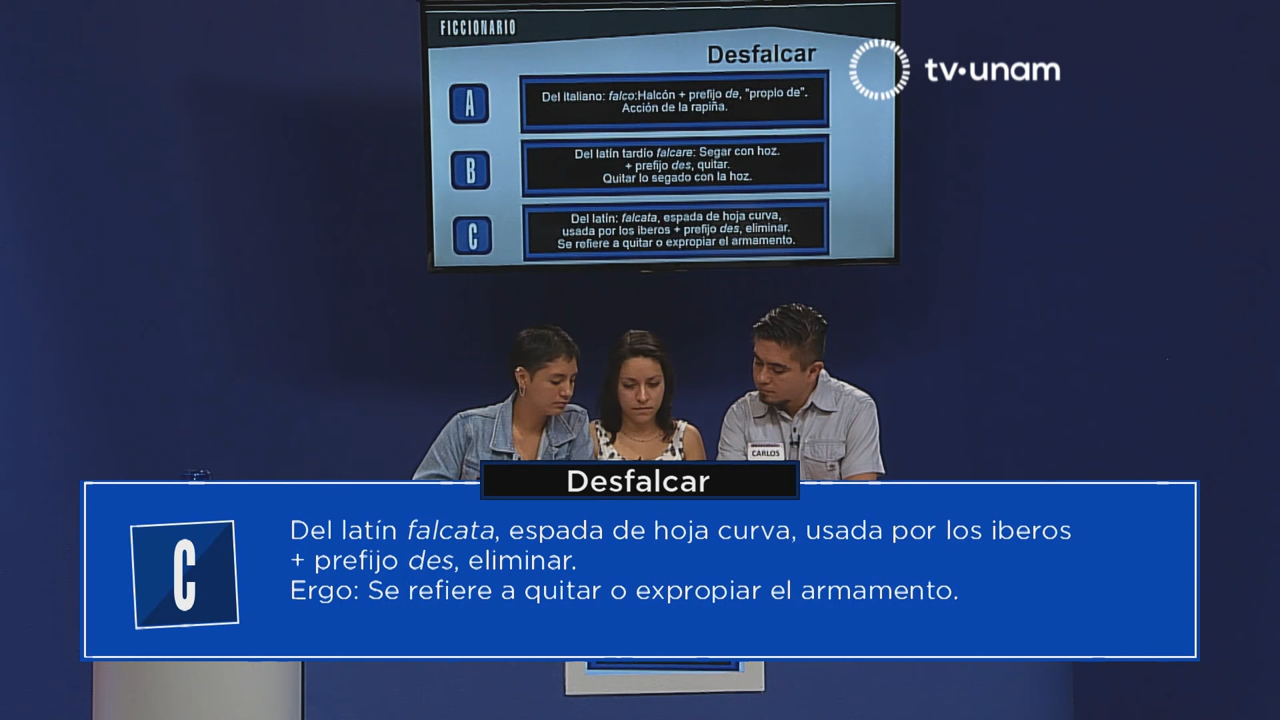 FICCIONARIO
Desfalcar
tv·unam
A
Del italiano: falco:Halcón + prefijo de, "propio de".
Acción de la rapiña.
B
Del latín tardío falcare: Segar con hoz.
+ prefijo des, quitar.
Quitar lo segado con la hoz.
C
Del latín: falcata, espada de hoja curva,
usada por los iberos + prefijo des, eliminar.
Se refiere a quitar o expropiar el armamento.
CARLOS
Desfalcar
C
Del latín falcata, espada de hoja curva, usada por los iberos
+ prefijo des, eliminar.
Ergo: Se refiere a quitar o expropiar el armamento.